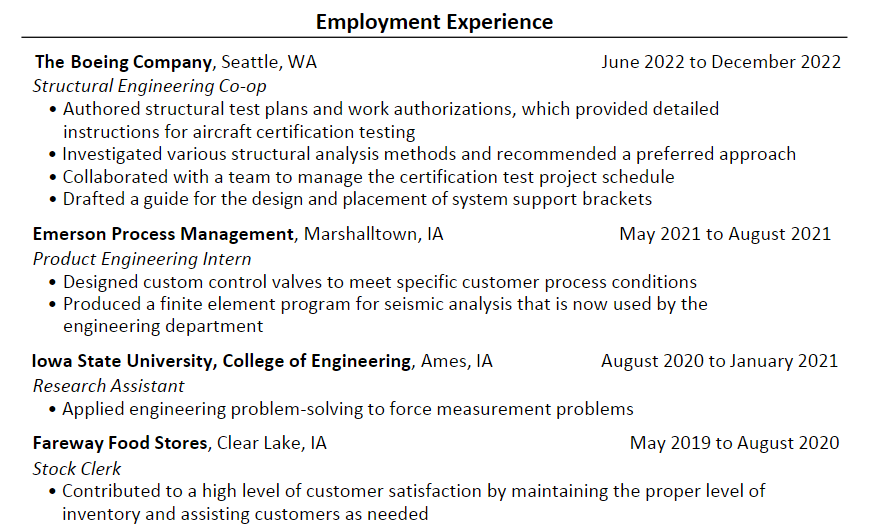 Employment Experience
The Boeing Company, Seattle, WA June 2022 to December 2022
Structural Engineering Co-op
• Authored structural test plans and work authorizations, which provided detailed
instructions for aircraft certification testing
• Investigated various structural analysis methods and recommended a preferred approach
• Collaborated with a team to manage the certification test project schedule
• Drafted a guide for the design and placement of system support brackets
Emerson Process Management, Marshalltown, IA May 2021 to August 2021
Product Engineering Intern
• Designed custom control valves to meet specific customer process conditions
• Produced a finite element program for seismic analysis that is now used by the
engineering department
Iowa State University, College of Engineering, Ames, IA August 2020 to January 2021
Research Assistant
• Applied engineering problem-solving to force measurement problems
Fareway Food Stores, Clear Lake, IA May 2019 to August 2020
Stock Clerk
• Contributed to a high level of customer satisfaction by maintaining the proper level of
inventory and assisting customers as needed